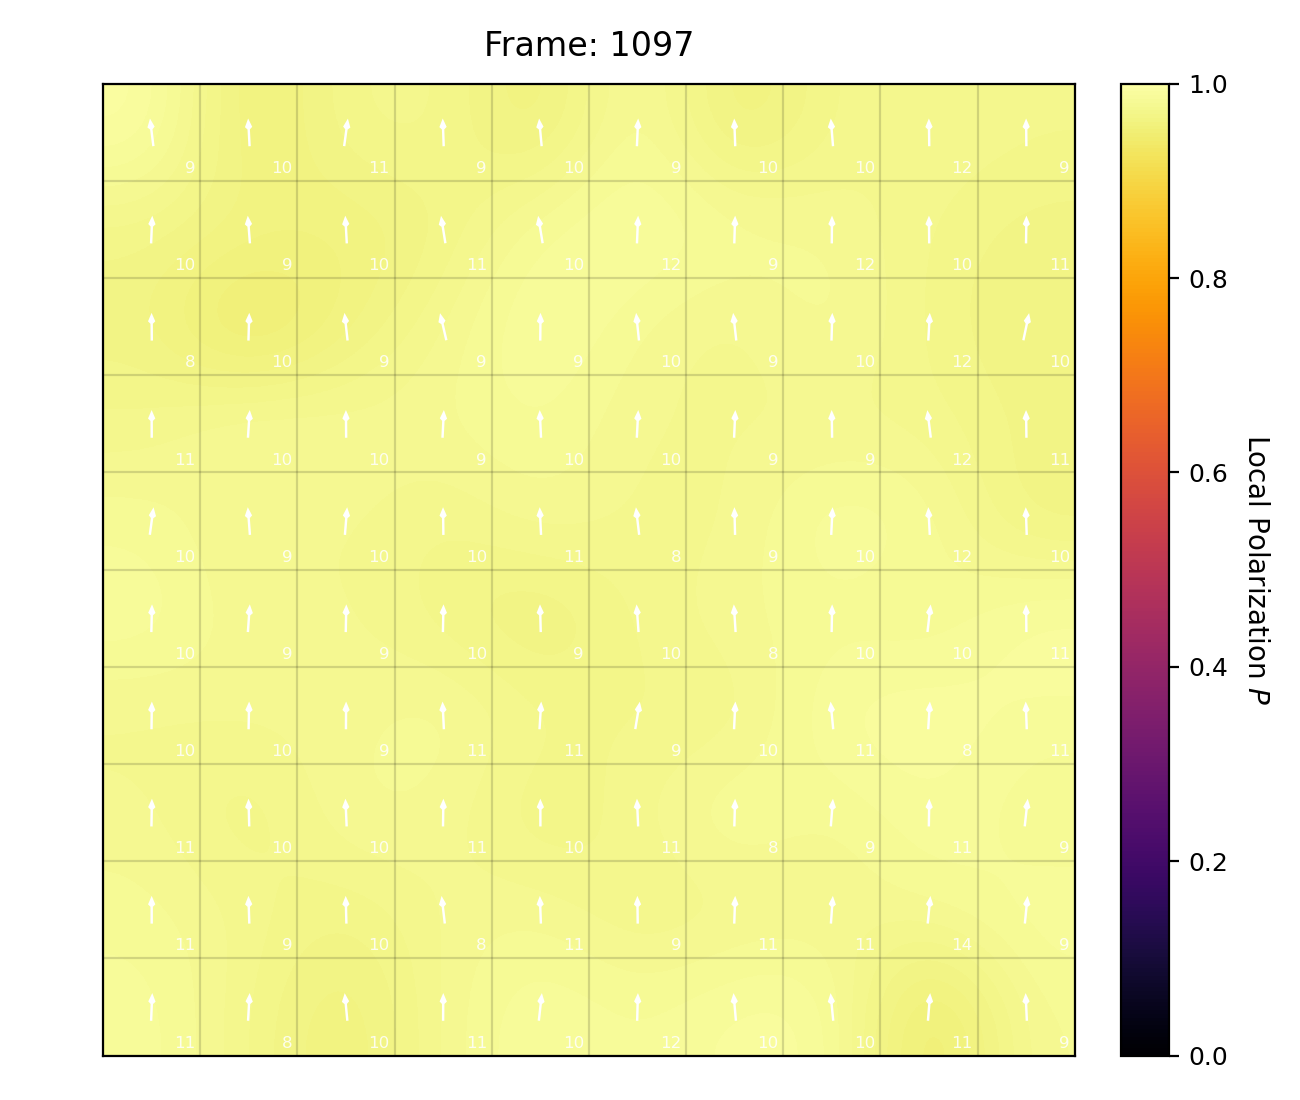 Frame: 1097
9 10 11 9 10 9 10 10 12 9
10 9 10 11 10 12 9 12 10 11
8 10 9 9 9 10 9 10 12 10
11 10 10 9 10 10 9 9 12 11
10 9 10 10 11 8 9 10 12 10
10 9 9 10 9 10 8 10 10 11
10 10 9 11 11 9 10 11 8 11
11 10 10 11 10 11 8 9 11 9
11 9 10 8 11 9 11 11 14 9
11 8 10 11 10 12 10 10 11 9
1.0
0.8
0.6
0.4
0.2
0.0
Local Polarization P